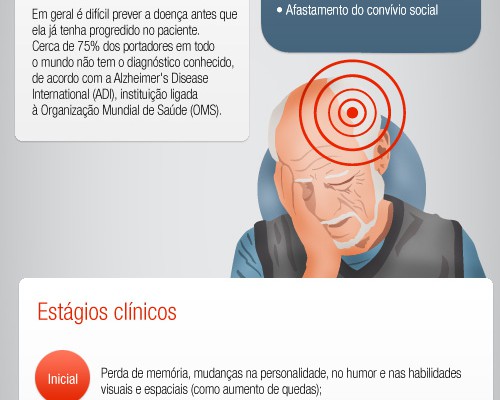 Em geral é difícil prever a doença antes que
ela já tenha progredido no paciente.
Cerca de 75% dos portadores em todo
o mundo não tem o diagnóstico conhecido,
de acordo com a Alzheimer's Disease
International (ADI), instituição ligada
à Organização Mundial de Saúde (OMS).
• Afastamento do convívio social
Estágios clínicos
Inicial
Perda de memória, mudanças na personalidade, no humor e nas habilidades
visuais e espaciais (como aumento de quedas);